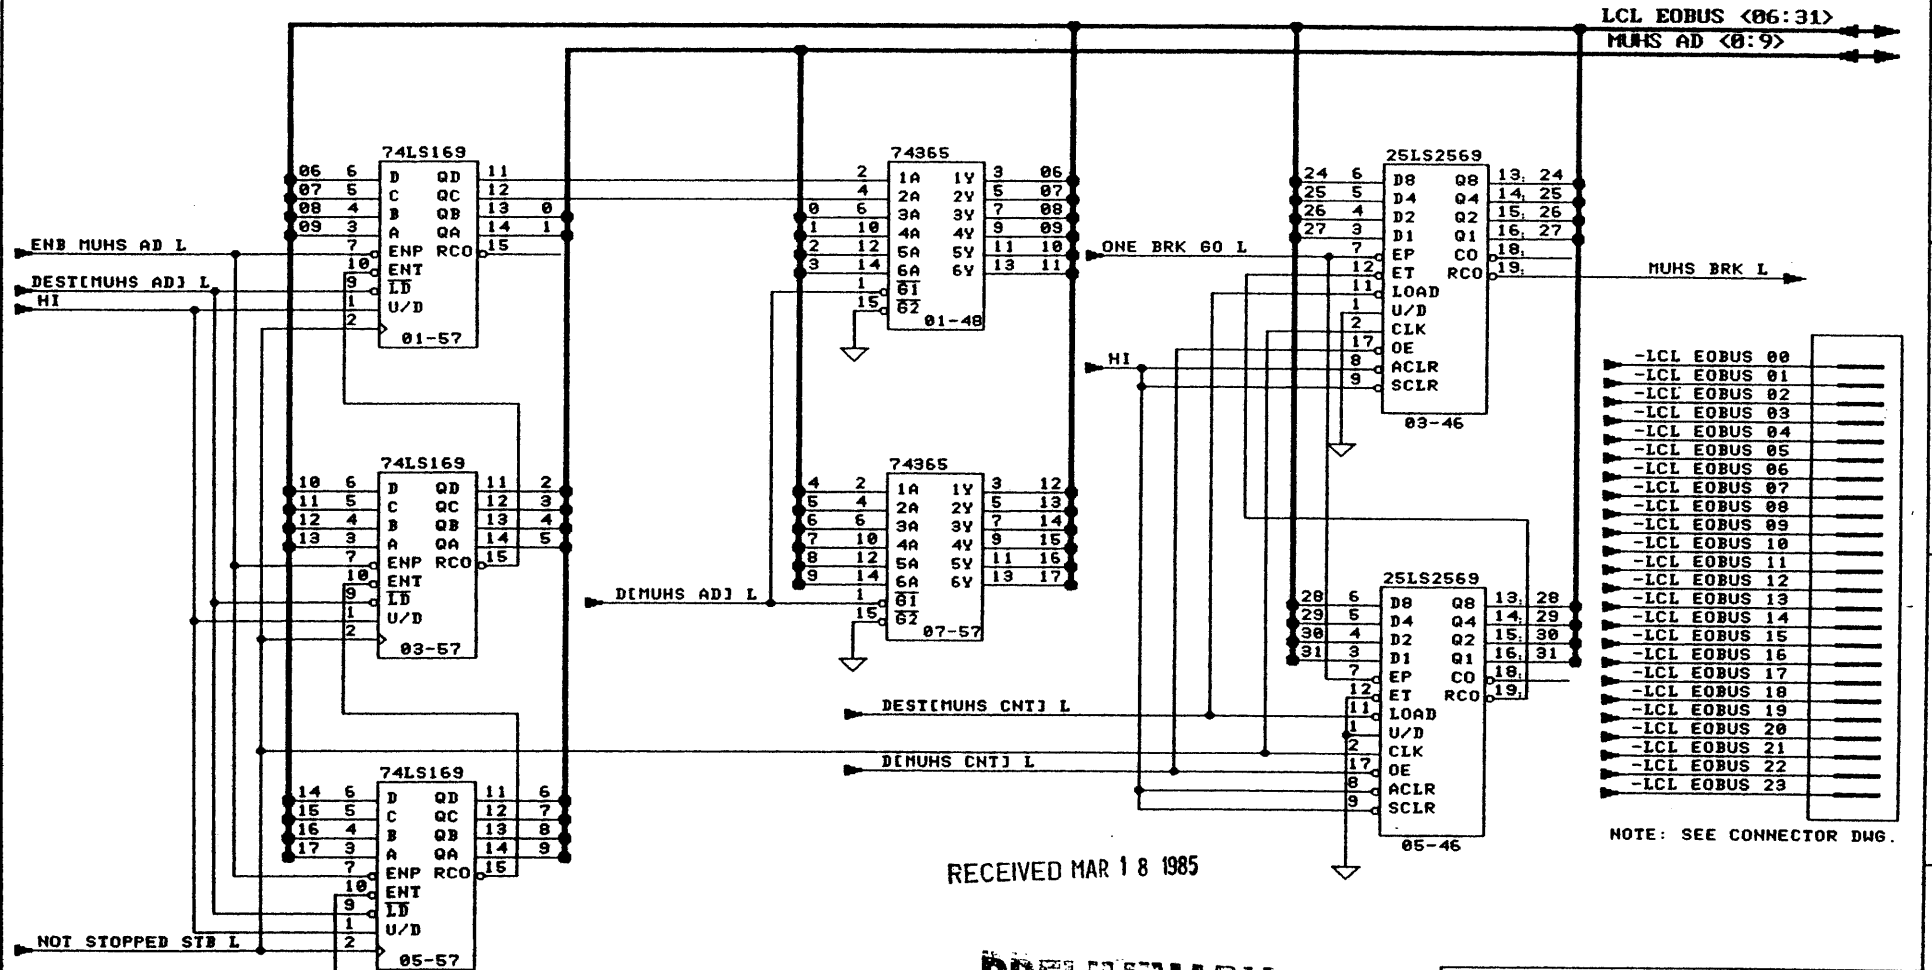 LCL EOBUS <06:31>
MUHS AD <0:9>
74LS169
06 6 D QD 11
07 5 C QC 12
08 4 B QB 13 0
09 3 A QA 14 1
7 ENP RCO 15
10 ENT
9 LD
1 U/D
2
01-57
ENB MUHS AD L
DEST[MUHS AD] L
HI
74365
2 1A 1Y 3 06
4 2A 2Y 5 07
0 6 3A 3Y 7 08
1 10 4A 4Y 9 09
2 12 5A 5Y 11 10
3 14 6A 6Y 13 11
1 G1
15 G2
01-48
ONE BRK GO L
HI
25LS2569
24 6 D8 Q8 13 24
25 5 D4 Q4 14 25
26 4 D2 Q2 15 26
27 3 D1 Q1 16 27
7 EP CO 18
12 ET RCO 19
11 LOAD
1 U/D
2 CLK
17 OE
8 ACLR
9 SCLR
03-46
MUHS BRK L
74LS169
10 6 D QD 11 2
11 5 C QC 12 3
12 4 B QB 13 4
13 3 A QA 14 5
7 ENP RCO 15
10 ENT
9 LD
1 U/D
2
03-57
74365
4 2 1A 1Y 3 12
5 4 2A 2Y 5 13
6 6 3A 3Y 7 14
7 10 4A 4Y 9 15
8 12 5A 5Y 11 16
9 14 6A 6Y 13 17
1 G1
15 G2
07-57
D[MUHS AD] L
25LS2569
28 6 D8 Q8 13 28
29 5 D4 Q4 14 29
30 4 D2 Q2 15 30
31 3 D1 Q1 16 31
7 EP CO 18
12 ET RCO 19
11 LOAD
1 U/D
2 CLK
17 OE
8 ACLR
9 SCLR
05-46
DEST[MUHS CNT] L
D[MUHS CNT] L
74LS169
14 6 D QD 11 6
15 5 C QC 12 7
16 4 B QB 13 8
17 3 A QA 14 9
7 ENP RCO 15
10 ENT
9 LD
1 U/D
2
05-57
NOT STOPPED STB L
-LCL EOBUS 00
-LCL EOBUS 01
-LCL EOBUS 02
-LCL EOBUS 03
-LCL EOBUS 04
-LCL EOBUS 05
-LCL EOBUS 06
-LCL EOBUS 07
-LCL EOBUS 08
-LCL EOBUS 09
-LCL EOBUS 10
-LCL EOBUS 11
-LCL EOBUS 12
-LCL EOBUS 13
-LCL EOBUS 14
-LCL EOBUS 15
-LCL EOBUS 16
-LCL EOBUS 17
-LCL EOBUS 18
-LCL EOBUS 19
-LCL EOBUS 20
-LCL EOBUS 21
-LCL EOBUS 22
-LCL EOBUS 23
NOTE: SEE CONNECTOR DWG.
RECEIVED MAR 18 1985